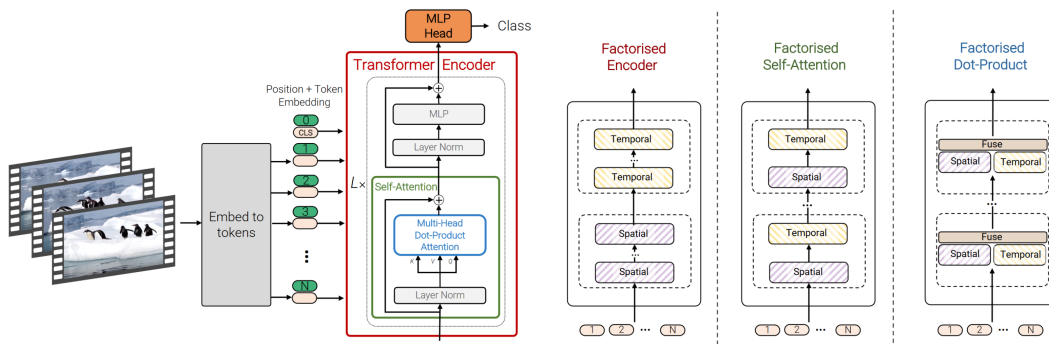 MLP
Head
Class
Transformer Encoder
Position + Token
Embedding
0
CLS
1
2
3
N
Embed to
tokens
L×
MLP
Layer Norm
Self-Attention
Multi-Head
Dot-Product
Attention
K V Q
Layer Norm
Factorised
Encoder
Temporal
...
Temporal
Spatial
...
Spatial
1 2 ... N
Factorised
Self-Attention
Temporal
Spatial
...
Temporal
Spatial
1 2 ... N
Factorised
Dot-Product
Fuse
Spatial Temporal
...
Fuse
Spatial Temporal
1 2 ... N